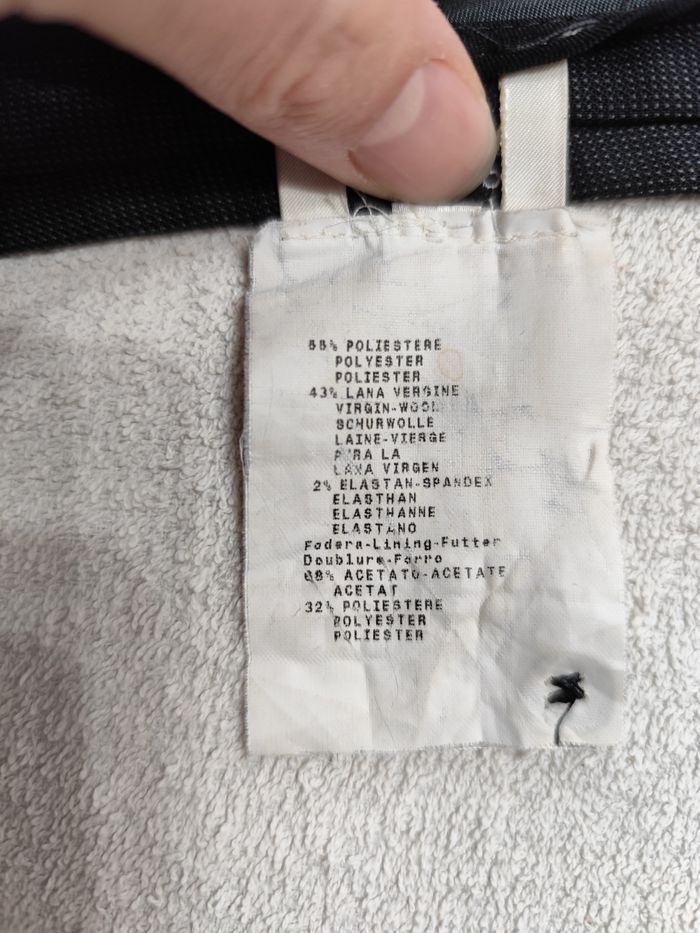 55% POLIESTERE
POLYESTER
POLIESTER
43% LANA VERGINE
VIRGIN-WOOL
SCHURWOLLE
LAINE-VIERGE
LA
LANA VIRGEN
2% ELASTAN-SPANDEX
ELASTHAN
ELASTHANNE
ELASTANO
Fodera-Lining-Futter
Doublure-Forro
68% ACETATO-ACETATE
ACETAT
32% POLIESTERE
POLYESTER
POLIESTER